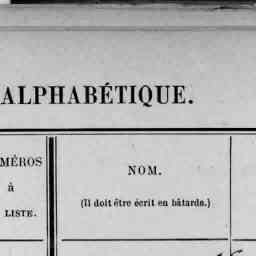 ALPHABÉTIQUE.
MÉROS
à
LISTE.
NOM.
(Il doit être écrit en bâtarde.)